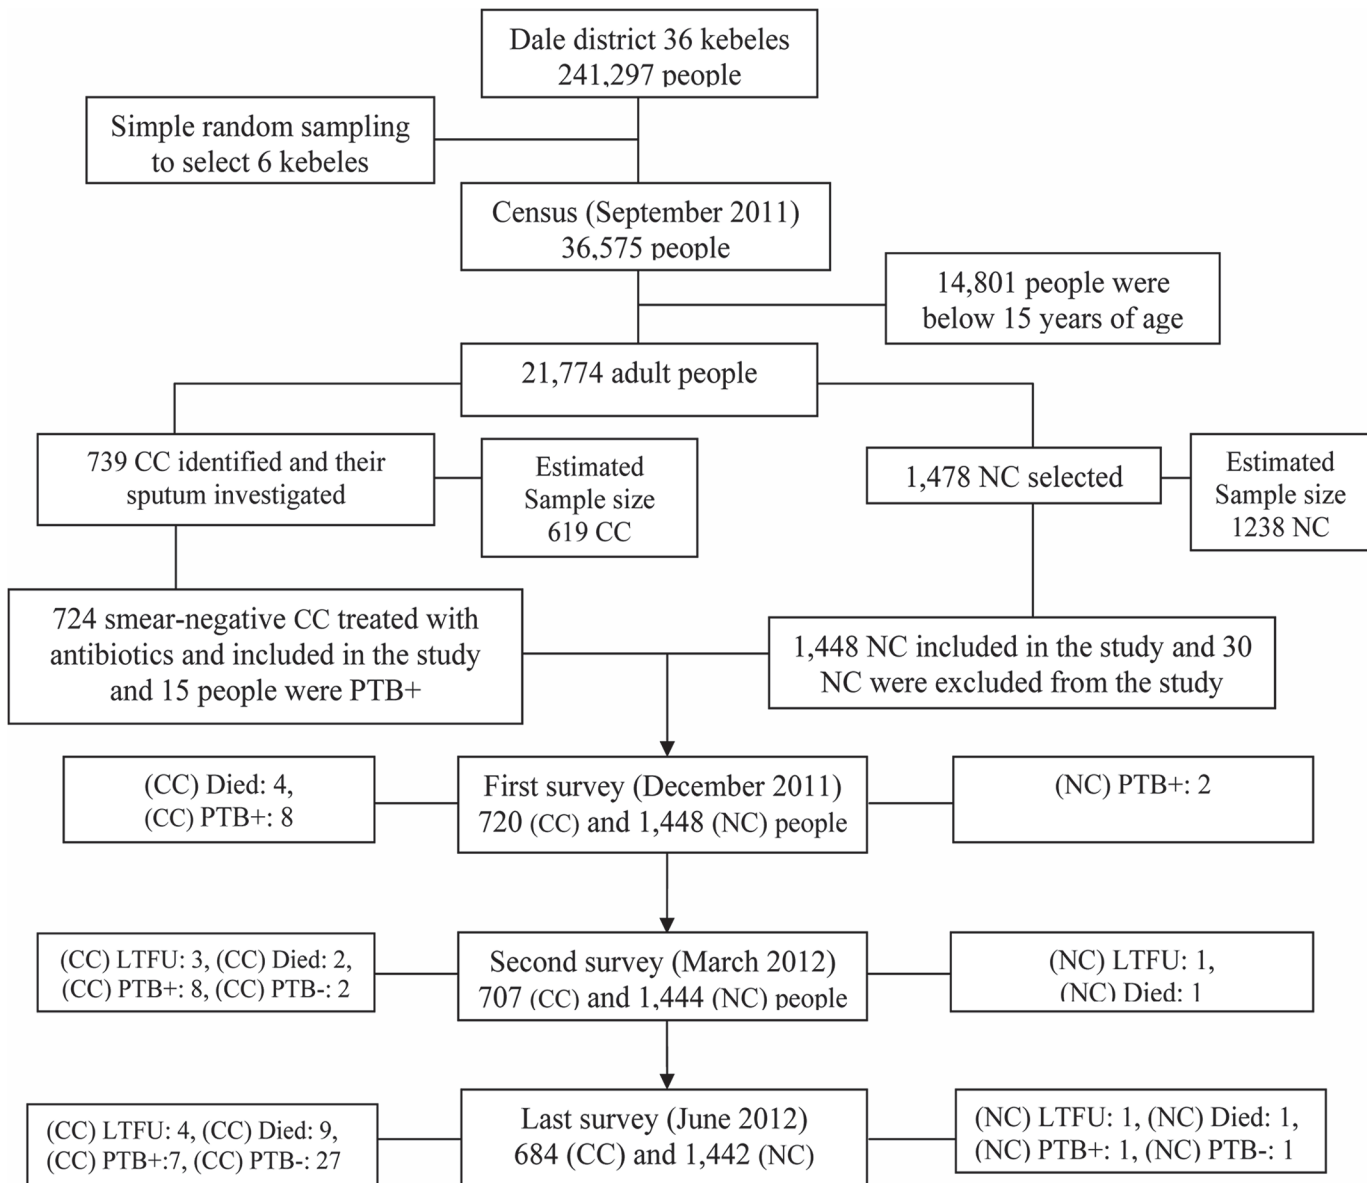 Dale district 36 kebeles
241,297 people
Simple random sampling
to select 6 kebeles
Census (September 2011)
36,575 people
14,801 people were
below 15 years of age
21,774 adult people
739 CC identified and their
sputum investigated
Estimated
Sample size
619 CC
1,478 NC selected
Estimated
Sample size
1238 NC
724 smear-negative CC treated with
antibiotics and included in the study
and 15 people were PTB+
1,448 NC included in the study and 30
NC were excluded from the study
(CC) Died: 4,
(CC) PTB+: 8
First survey (December 2011)
720 (CC) and 1,448 (NC) people
(NC) PTB+: 2
(CC) LTFU: 3, (CC) Died: 2,
(CC) PTB+: 8, (CC) PTB-: 2
Second survey (March 2012)
707 (CC) and 1,444 (NC) people
(NC) LTFU: 1,
(NC) Died: 1
(CC) LTFU: 4, (CC) Died: 9,
(CC) PTB+:7, (CC) PTB-: 27
Last survey (June 2012)
684 (CC) and 1,442 (NC)
(NC) LTFU: 1, (NC) Died: 1,
(NC) PTB+: 1, (NC) PTB-: 1